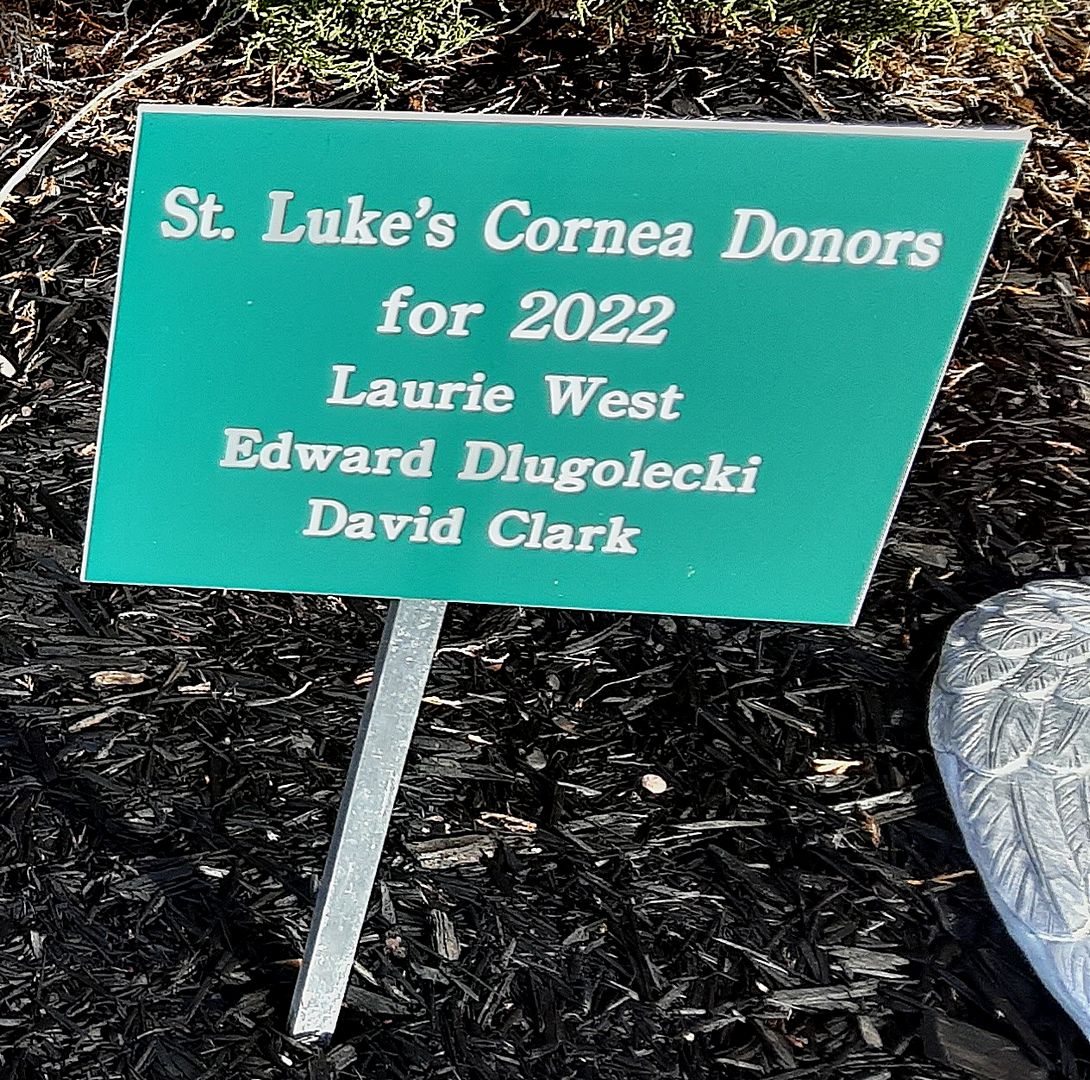 St. Luke's Cornea Donors
for 2022
Laurie West
Edward Dlugolecki
David Clark